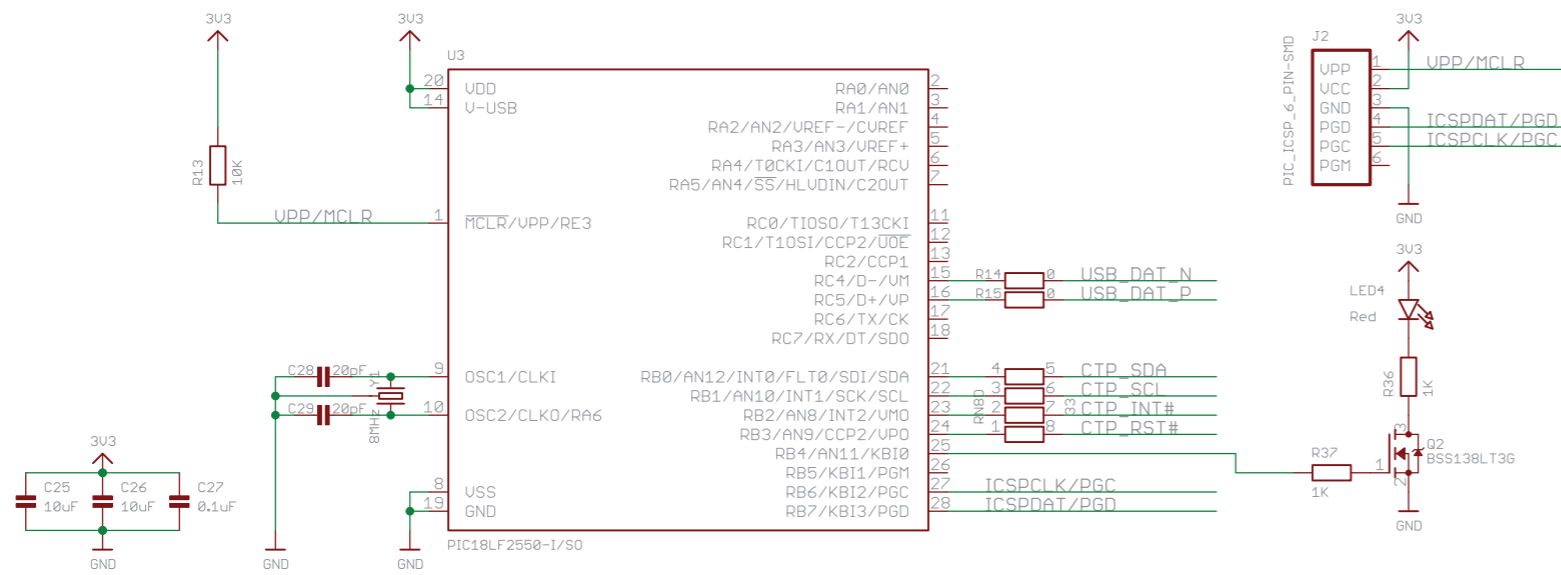 3V3
3V3
U3
20 VDD
14 V-USB
R13
10K
VPP/MCLR
1 MCLR/VPP/RE3
C28 20pF
9 OSC1/CLKI
Y1
8MHz
C29 20pF
10 OSC2/CLKO/RA6
8 VSS
19 GND
PIC18LF2550-I/SO
GND
GND
3V3
C25
10uF
C26
10uF
C27
0.1uF
GND
RA0/AN0 2
RA1/AN1 3
RA2/AN2/VREF-/CVREF 4
RA3/AN3/VREF+ 5
RA4/T0CKI/C1OUT/RCV 6
RA5/AN4/SS/HLVDIN/C2OUT 7
RC0/TIOSO/T13CKI 11
RC1/T1OSI/CCP2/UOE 12
RC2/CCP1 13
RC4/D-/VM 15 R14 0 USB_DAT_N
RC5/D+/VP 16 R15 0 USB_DAT_P
RC6/TX/CK 17
RC7/RX/DT/SDO 18
RB0/AN12/INT0/FLT0/SDI/SDA 21 4 5 CTP_SDA
RB1/AN10/INT1/SCK/SCL 22 3 6 CTP_SCL
RB2/AN8/INT2/VMO 23 2 7 CTP_INT#
RB3/AN9/CCP2/VPO 24 1 8 CTP_RST#
RN8D
33
RB4/AN11/KBI0 25
RB5/KBI1/PGM 26
RB6/KBI2/PGC 27 ICSPCLK/PGC
RB7/KBI3/PGD 28 ICSPDAT/PGD
J2
3V3
PIC_ICSP_6_PIN-SMD
VPP 1 VPP/MCLR
VCC 2
GND 3
PGD 4 ICSPDAT/PGD
PGC 5 ICSPCLK/PGC
PGM 6
GND
3V3
LED4
Red
R36
1K
3
Q2
BSS138LT3G
R37
1K
1
2
GND